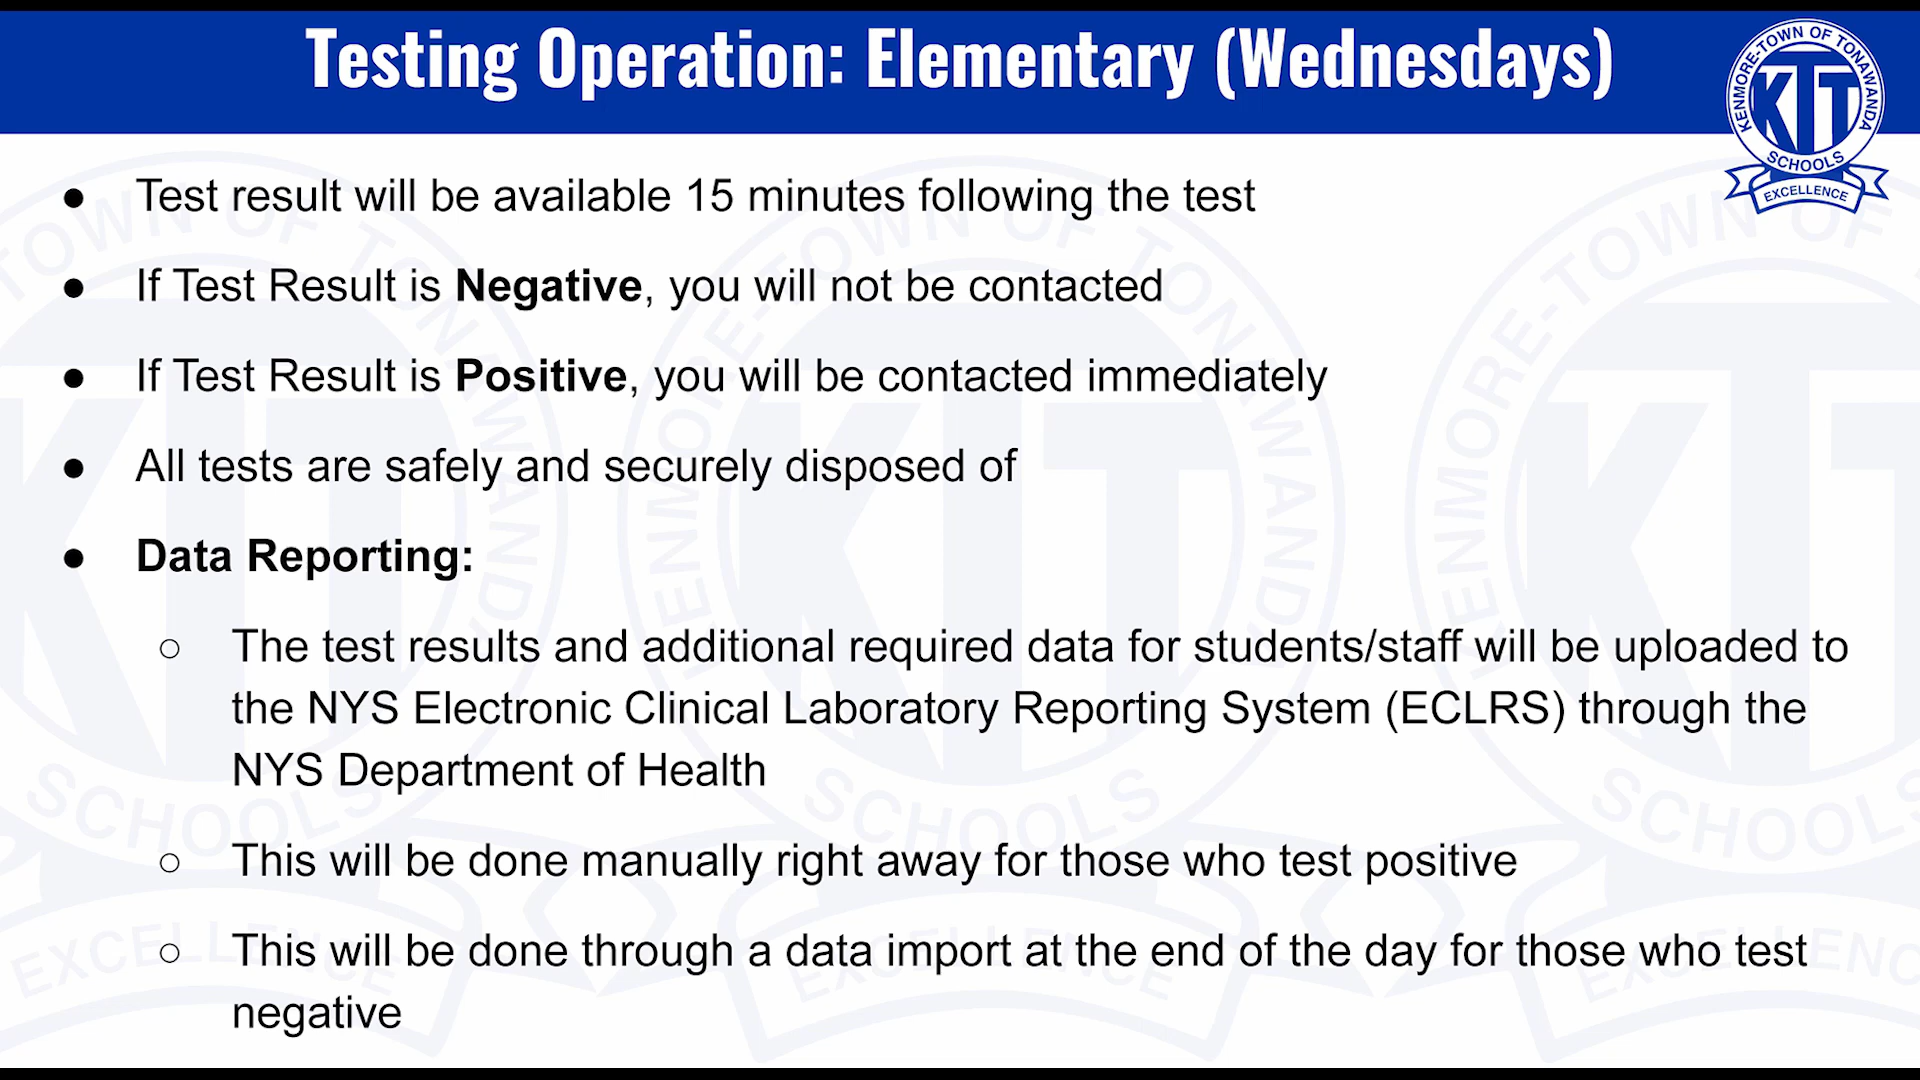 Testing Operation: Elementary (Wednesdays)
KENMORE-TOWN OF TONAWANDA
KTT
SCHOOLS
EXCELLENCE
● Test result will be available 15 minutes following the test
● If Test Result is Negative, you will not be contacted
● If Test Result is Positive, you will be contacted immediately
● All tests are safely and securely disposed of
● Data Reporting:
○ The test results and additional required data for students/staff will be uploaded to
the NYS Electronic Clinical Laboratory Reporting System (ECLRS) through the
NYS Department of Health
○ This will be done manually right away for those who test positive
○ This will be done through a data import at the end of the day for those who test
negative